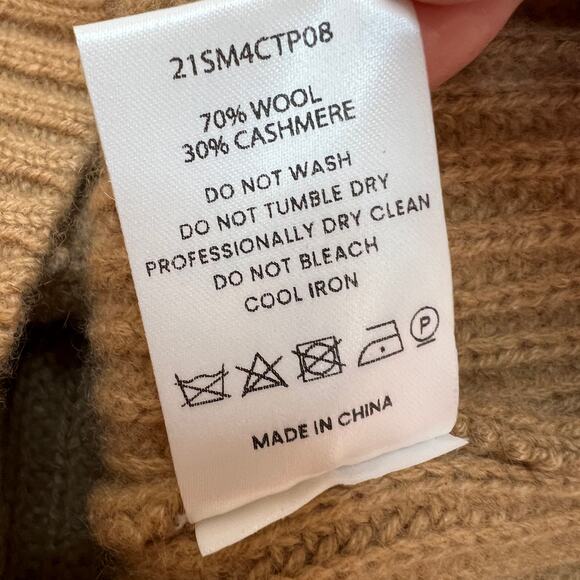 21SM4CTP08
70% WOOL
30% CASHMERE
DO NOT WASH
DO NOT TUMBLE DRY
PROFESSIONALLY DRY CLEAN
DO NOT BLEACH
COOL IRON
P
MADE IN CHINA